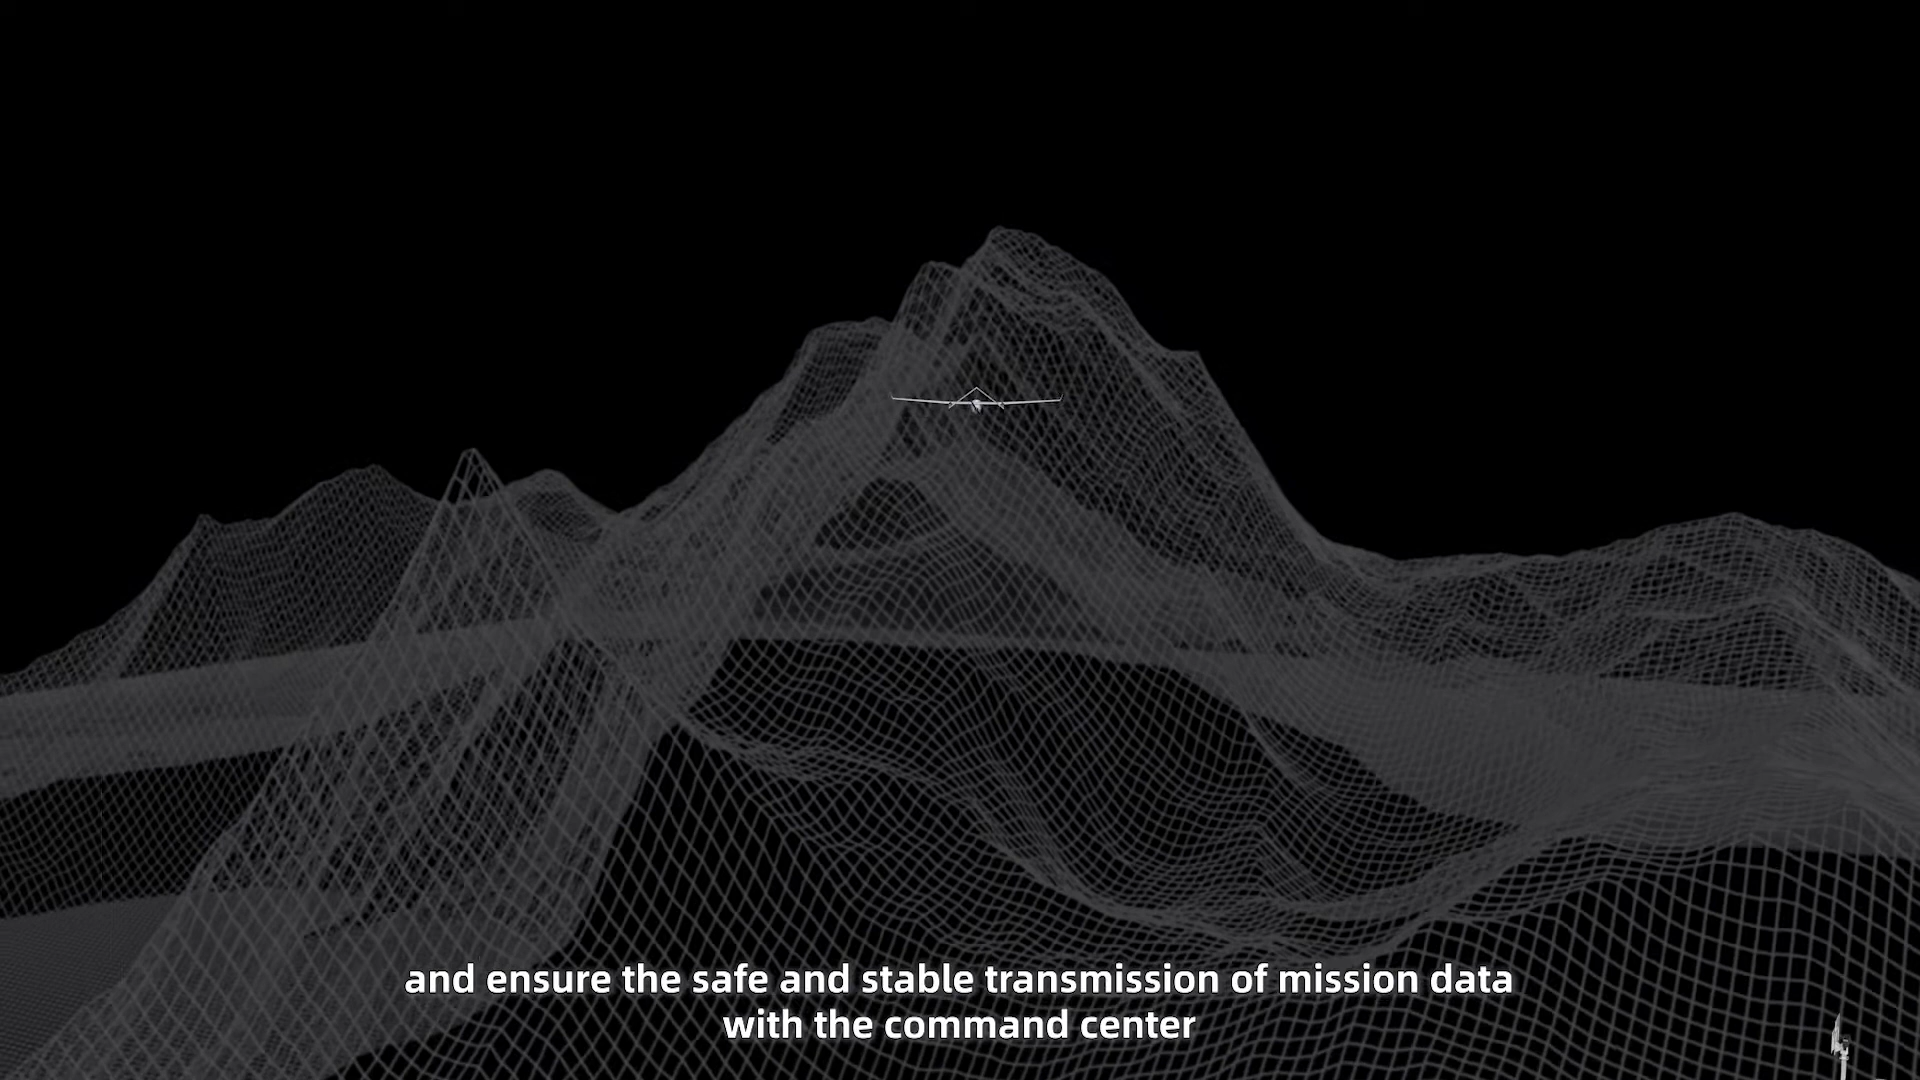 and ensure the safe and stable transmission of mission data
with the command center